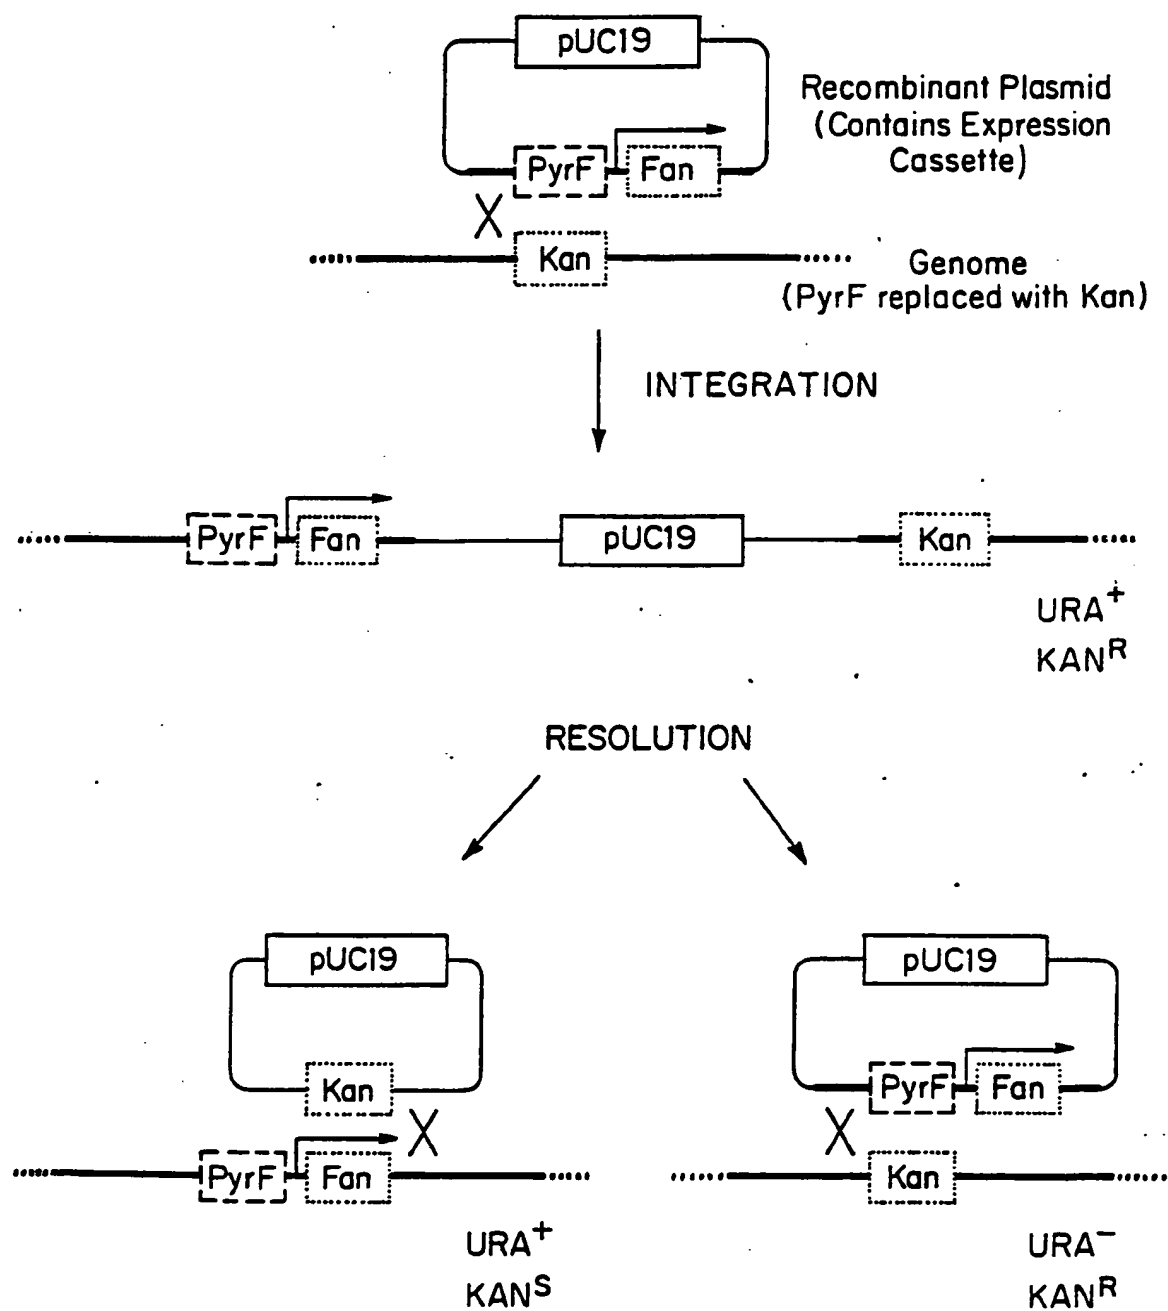 pUC19
Recombinant Plasmid
(Contains Expression
Cassette)
PyrF Fan
Kan
Genome
(PyrF replaced with Kan)
INTEGRATION
PyrF Fan pUC19 Kan
URA+
KANR
RESOLUTION
pUC19 pUC19
Kan PyrF Fan
PyrF Fan Kan
URA+ URA-
KANS KANR